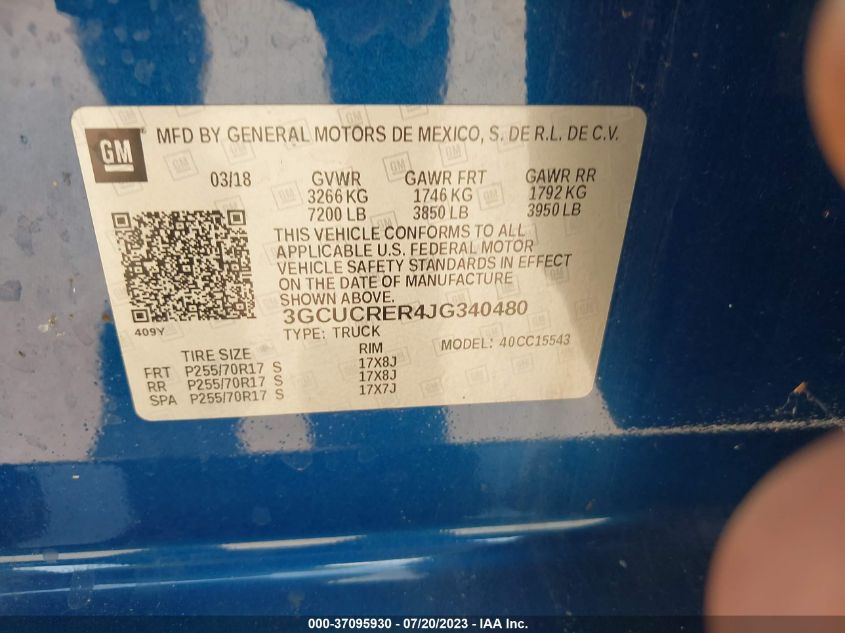 GM MFD BY GENERAL MOTORS DE MEXICO, S. DE R.L. DE C.V.
03/18 GVWR GAWR FRT GAWR RR
3266 KG 1746 KG 1792 KG
7200 LB 3850 LB 3950 LB
THIS VEHICLE CONFORMS TO ALL
APPLICABLE U.S. FEDERAL MOTOR
VEHICLE SAFETY STANDARDS IN EFFECT
ON THE DATE OF MANUFACTURE
SHOWN ABOVE.
3GCUCRER4JG340480
409Y
TYPE: TRUCK MODEL: 40CC15543
TIRE SIZE RIM
FRT P255/70R17 S 17X8J
RR P255/70R17 S 17X8J
SPA P255/70R17 S 17X7J
000-37095930 - 07/20/2023 - IAA Inc.